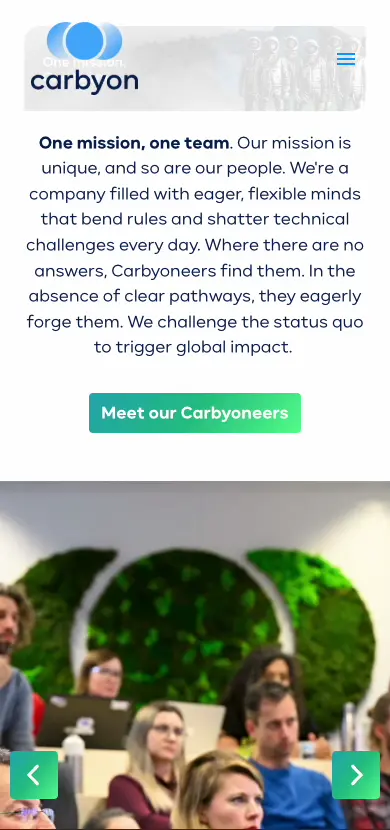 One mission.
carbyon
One mission, one team. Our mission is
unique, and so are our people. We're a
company filled with eager, flexible minds
that bend rules and shatter technical
challenges every day. Where there are no
answers, Carbyoneers find them. In the
absence of clear pathways, they eagerly
forge them. We challenge the status quo
to trigger global impact.
Meet our Carbyoneers